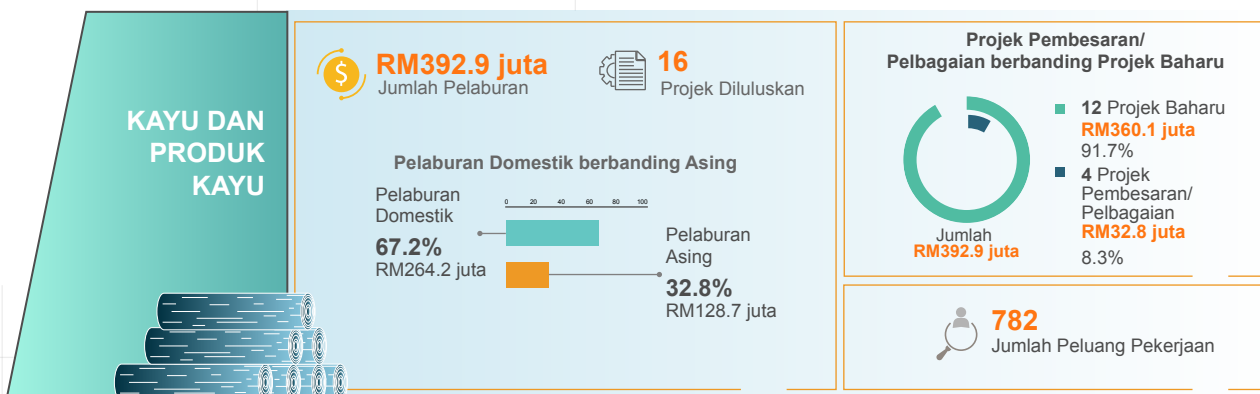 KAYU DAN
PRODUK
KAYU
$
RM392.9 juta
Jumlah Pelaburan
16
Projek Diluluskan
Pelaburan Domestik berbanding Asing
Pelaburan
Domestik
67.2%
RM264.2 juta
0 20 40 60 80 100
Pelaburan
Asing
32.8%
RM128.7 juta
Projek Pembesaran/
Pelbagaian berbanding Projek Baharu
12 Projek Baharu
RM360.1 juta
91.7%
4 Projek
Pembesaran/
Pelbagaian
RM32.8 juta
8.3%
Jumlah
RM392.9 juta
782
Jumlah Peluang Pekerjaan